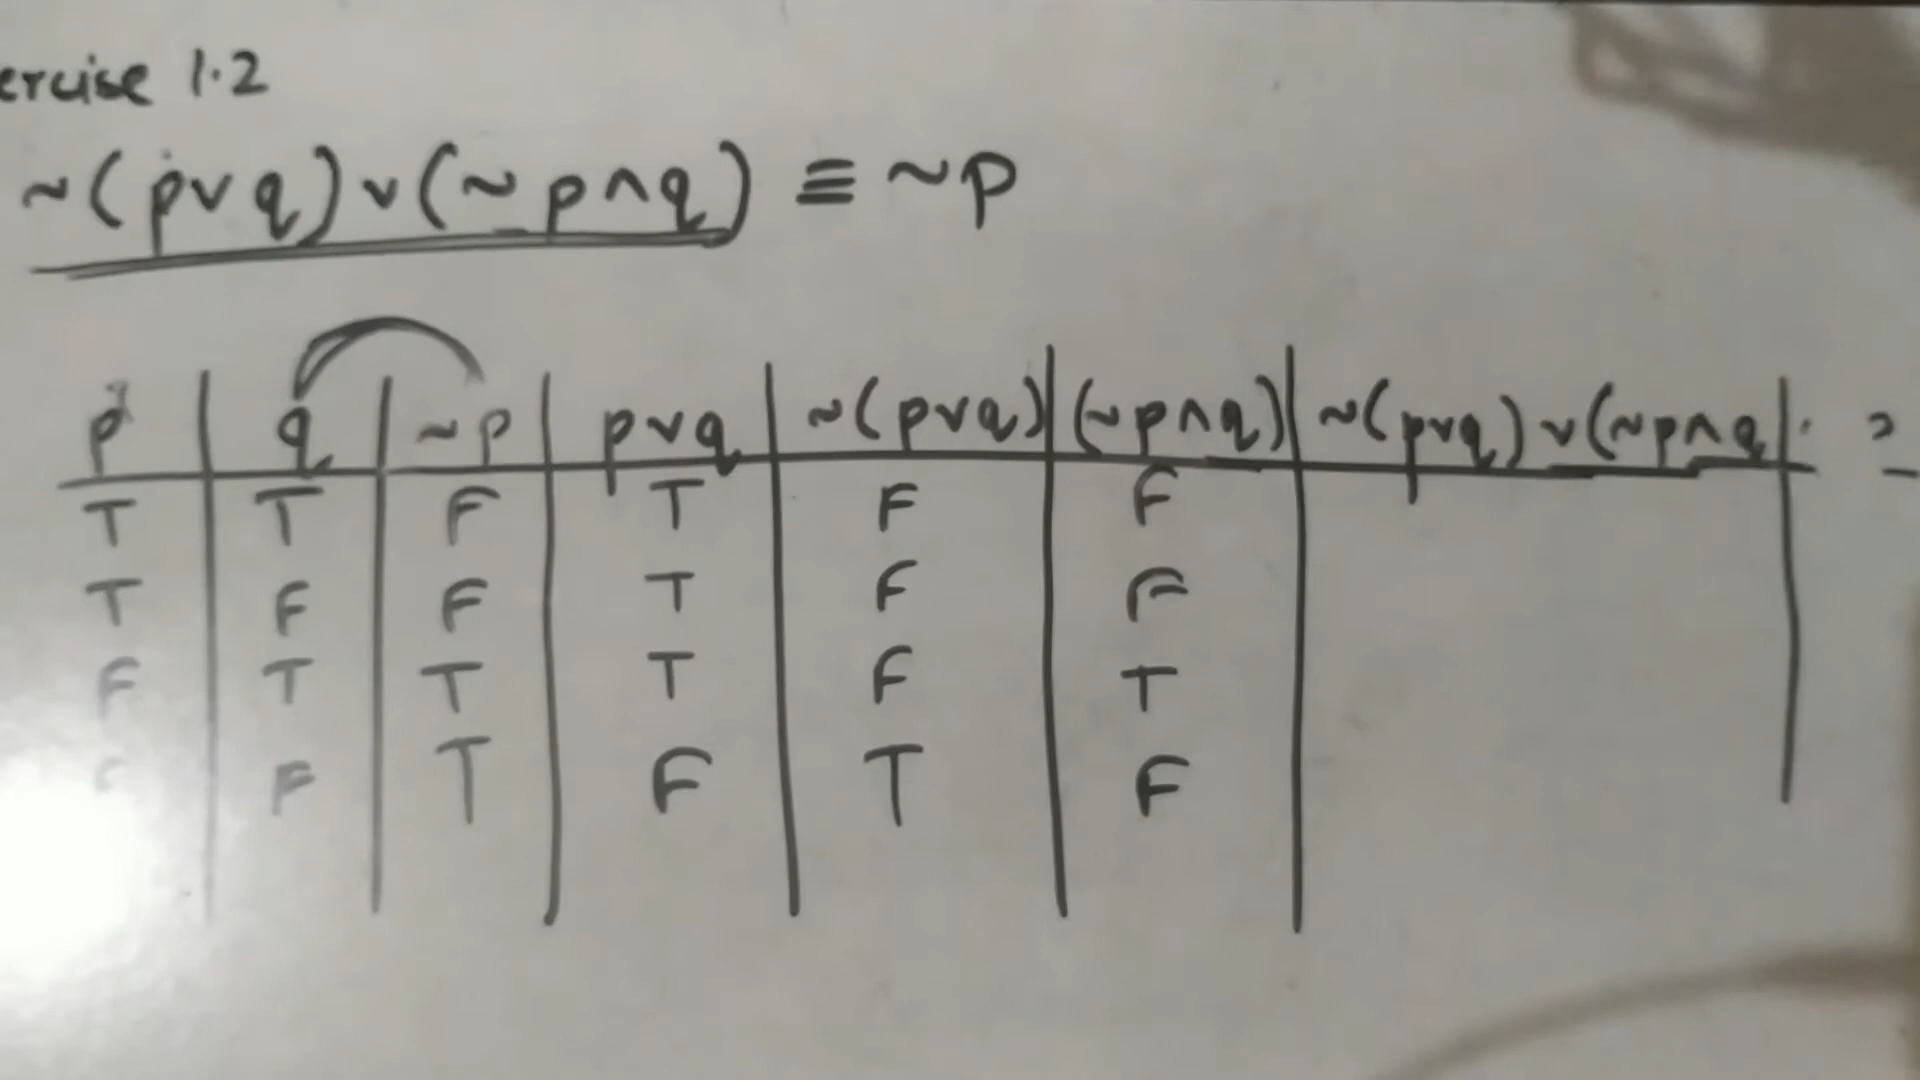 ercise 1.2
~(p∨q)∨(~p∧q) ≡ ~p
p q ~p p∨q ~(p∨q) (~p∧q) ~(p∨q)∨(~p∧q
T T F T F F
T F F T F F
F T T T F T
F T F T F